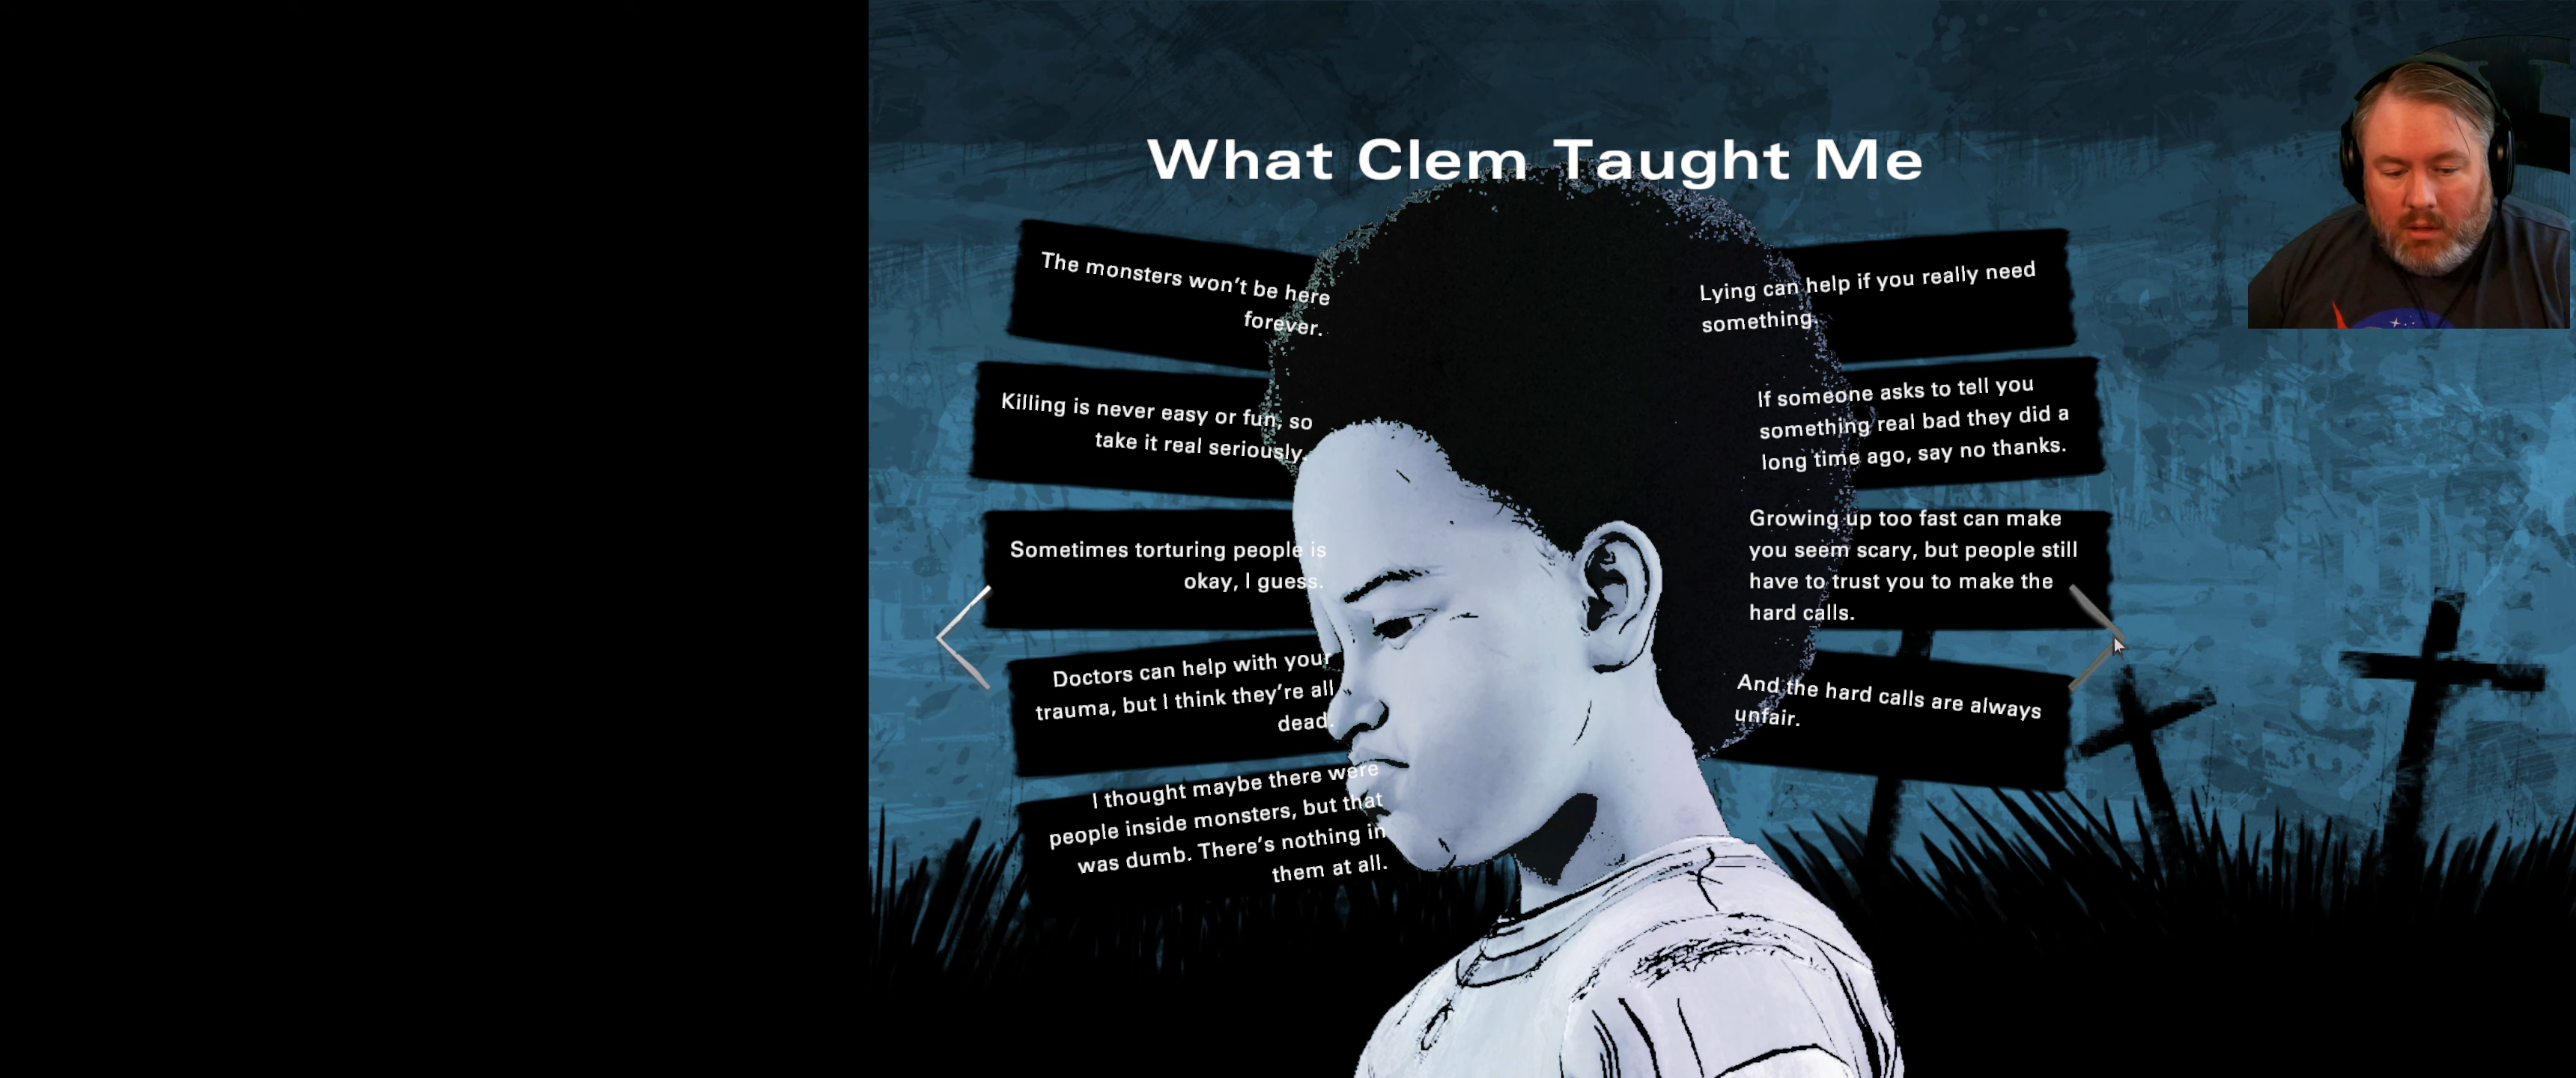 What Clem Taught Me
The monsters won't be here
forever.
Killing is never easy or fun, so
take it real seriously.
Sometimes torturing people is
okay, I guess.
Doctors can help with your
trauma, but I think they're all
dead.
I thought maybe there were
people inside monsters, but that
was dumb. There's nothing in
them at all.
Lying can help if you really need
something.
If someone asks to tell you
something real bad they did a
long time ago, say no thanks.
Growing up too fast can make
you seem scary, but people still
have to trust you to make the
hard calls.
And the hard calls are always
unfair.